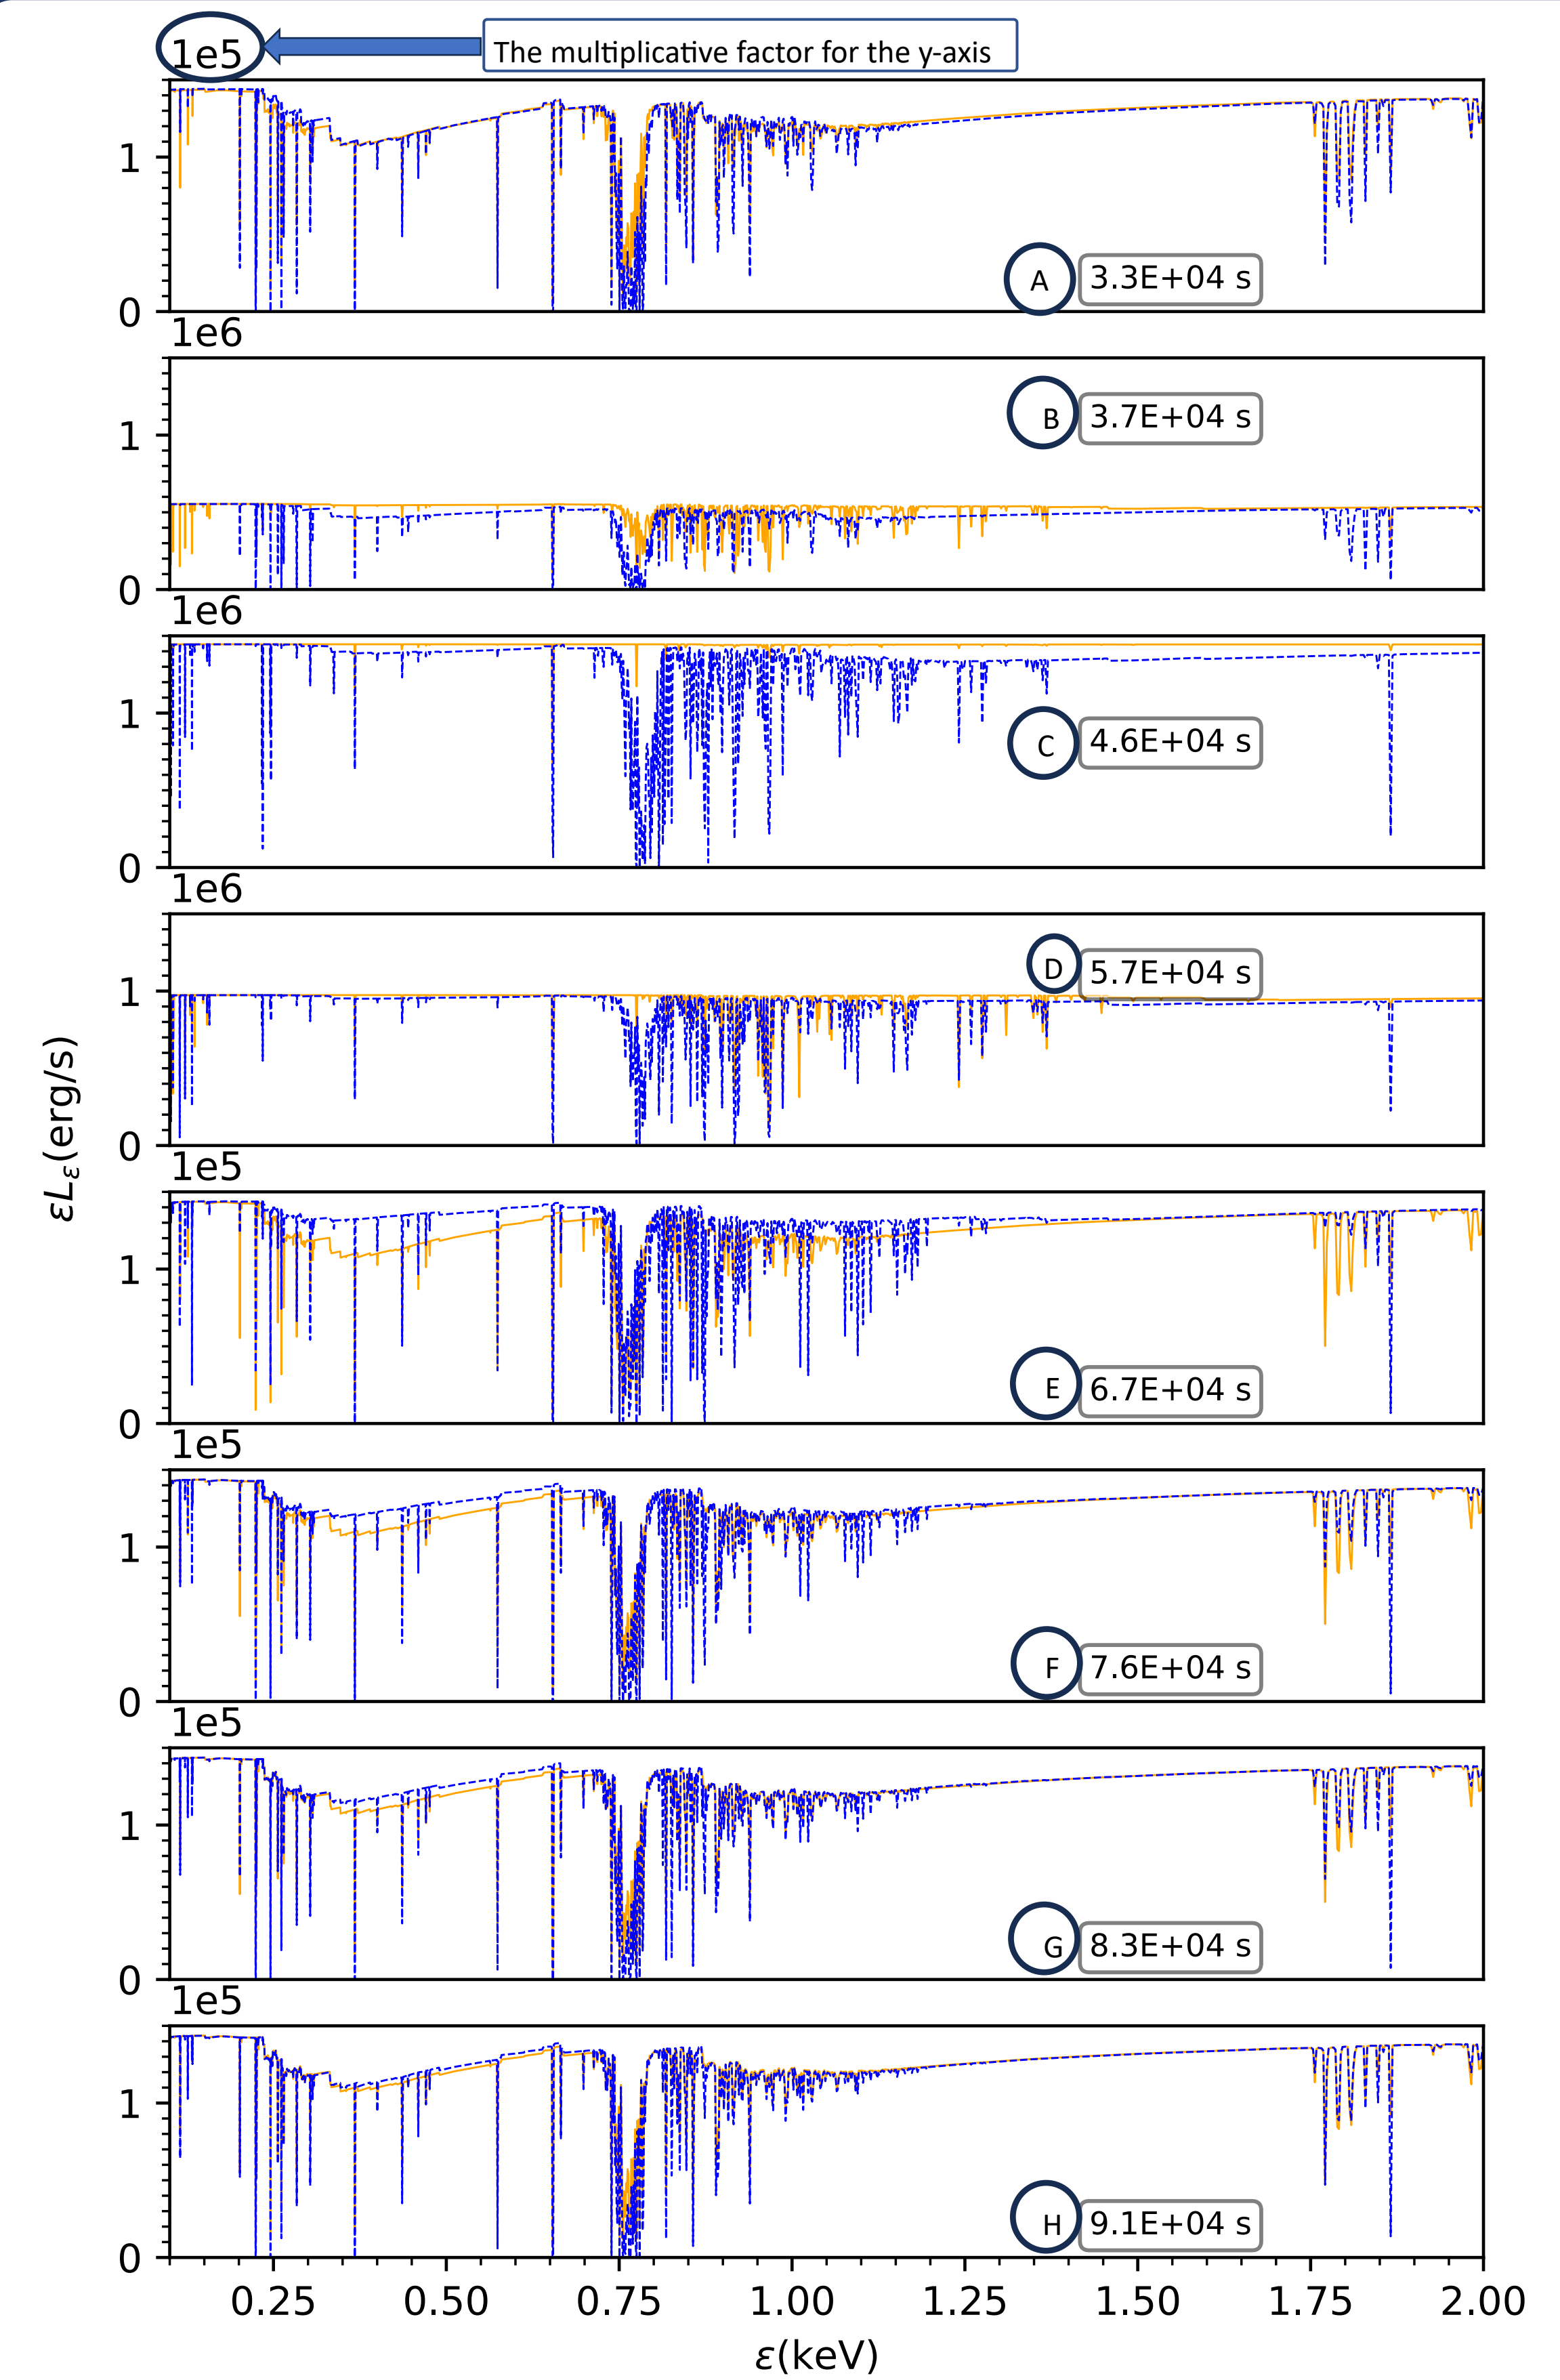 1e5
The multiplicative factor for the y-axis
1
0
A
3.3E+04 s
1e6
1
0
B
3.7E+04 s
1e6
1
0
C
4.6E+04 s
1e6
1
0
D
5.7E+04 s
1e5
1
0
E
6.7E+04 s
1e5
1
0
F
7.6E+04 s
1e5
1
0
G
8.3E+04 s
1e5
1
0
H
9.1E+04 s
0.25 0.50 0.75 1.00 1.25 1.50 1.75 2.00
ε(keV)
εLε(erg/s)